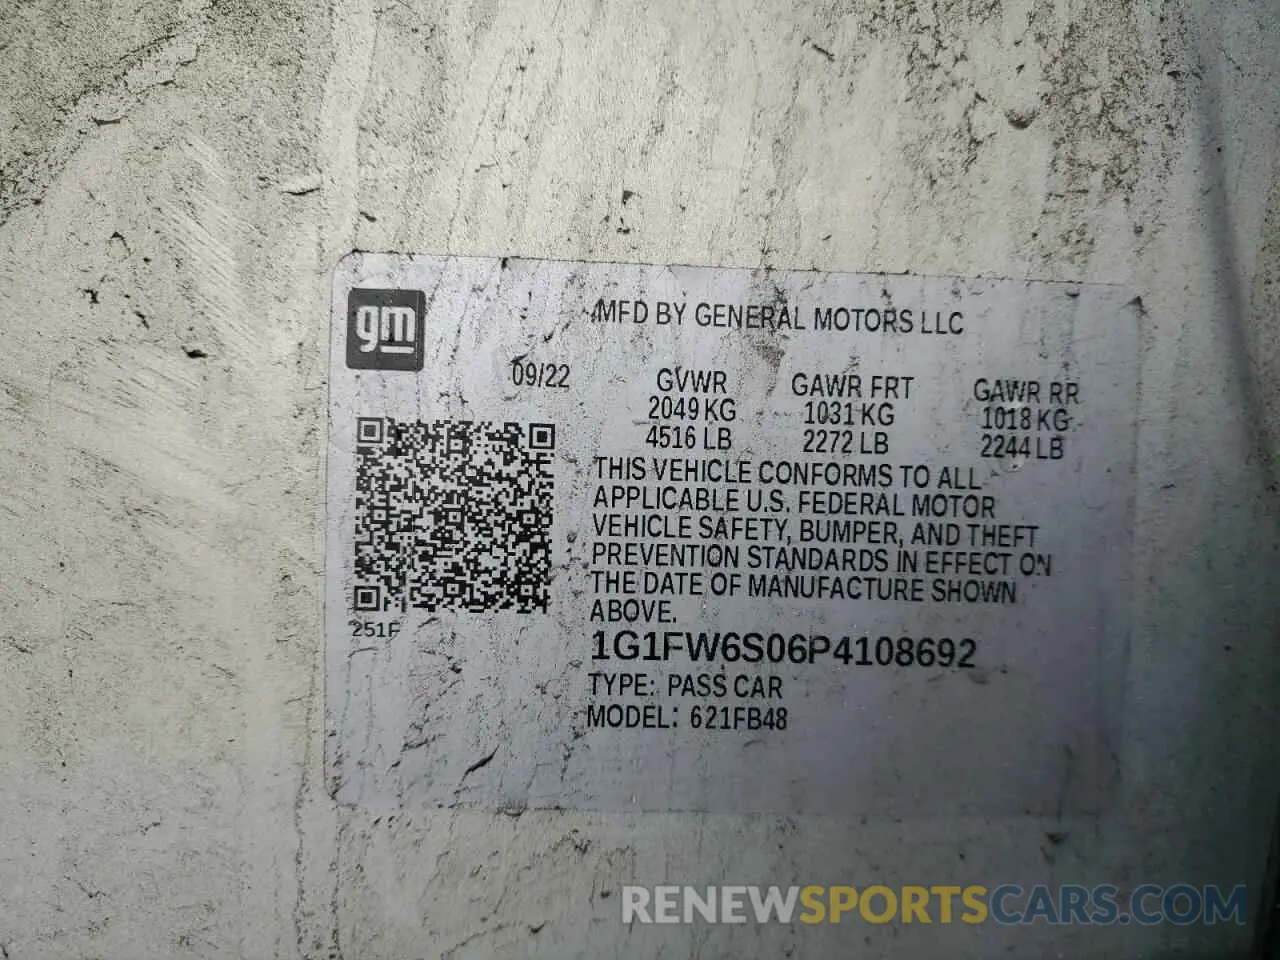 gm
MFD BY GENERAL MOTORS LLC
09/22
GVWR GAWR FRT GAWR RR
2049 KG 1031 KG 1018 KG
4516 LB 2272 LB 2244 LB
THIS VEHICLE CONFORMS TO ALL
APPLICABLE U.S. FEDERAL MOTOR
VEHICLE SAFETY, BUMPER, AND THEFT
PREVENTION STANDARDS IN EFFECT ON
THE DATE OF MANUFACTURE SHOWN
ABOVE.
251F
1G1FW6S06P4108692
TYPE: PASS CAR
MODEL: 621FB48
RENEWSPORTSCARS.COM